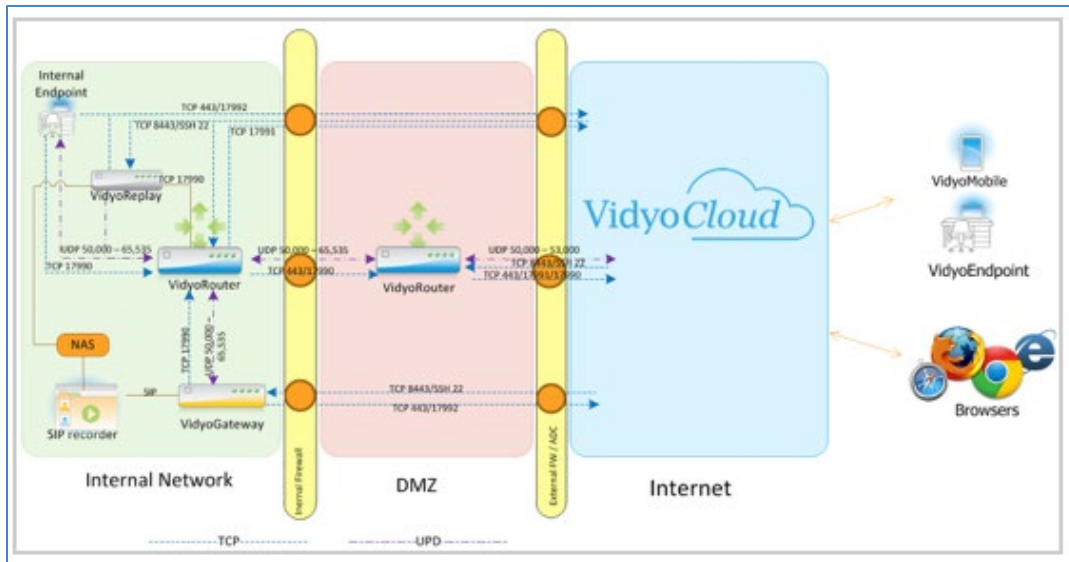 Internal
Endpoint
TCP 443/17992
TCP 8443/SSH 22
TCP 17991
TCP 17990
VidyoReplay
UDP 50,000 – 65,535
TCP 17990
VidyoRouter
UDP 50,000 – 65,535
TCP 443/17990
VidyoRouter
UDP 50,000 – 53,000
TCP 8443/SSH 22
TCP 443/17991/17990
VidyoCloud
VidyoMobile
VidyoEndpoint
Browsers
TCP 17990
UDP 50,000 –
65,535
NAS
SIP
SIP recorder
VidyoGateway
TCP 8443/SSH 22
TCP 443/17992
Internal Network
Inernal Firewall
DMZ
External FW / ADC
Internet
TCP
UPD